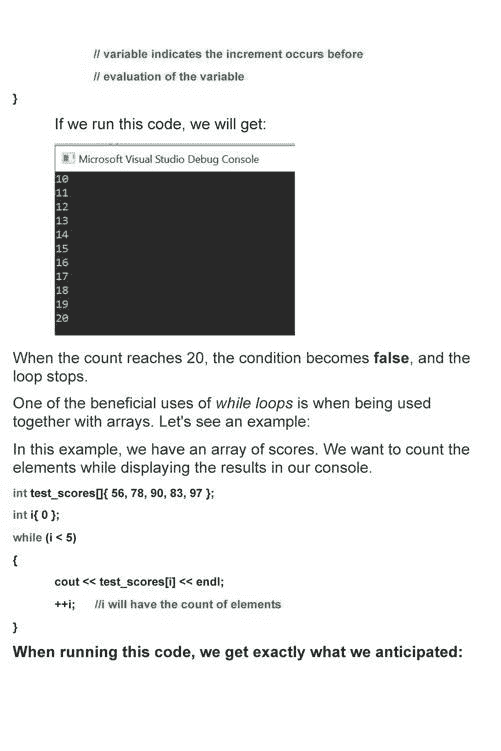 // variable indicates the increment occurs before
// evaluation of the variable
}
If we run this code, we will get:
Microsoft Visual Studio Debug Console
10
11
12
13
14
15
16
17
18
19
20
When the count reaches 20, the condition becomes false, and the
loop stops.
One of the beneficial uses of while loops is when being used
together with arrays. Let's see an example:
In this example, we have an array of scores. We want to count the
elements while displaying the results in our console.
int test_scores[]{ 56, 78, 90, 83, 97 };
int i{ 0 };
while (i < 5)
{
cout << test_scores[i] << endl;
++i; //i will have the count of elements
}
When running this code, we get exactly what we anticipated: